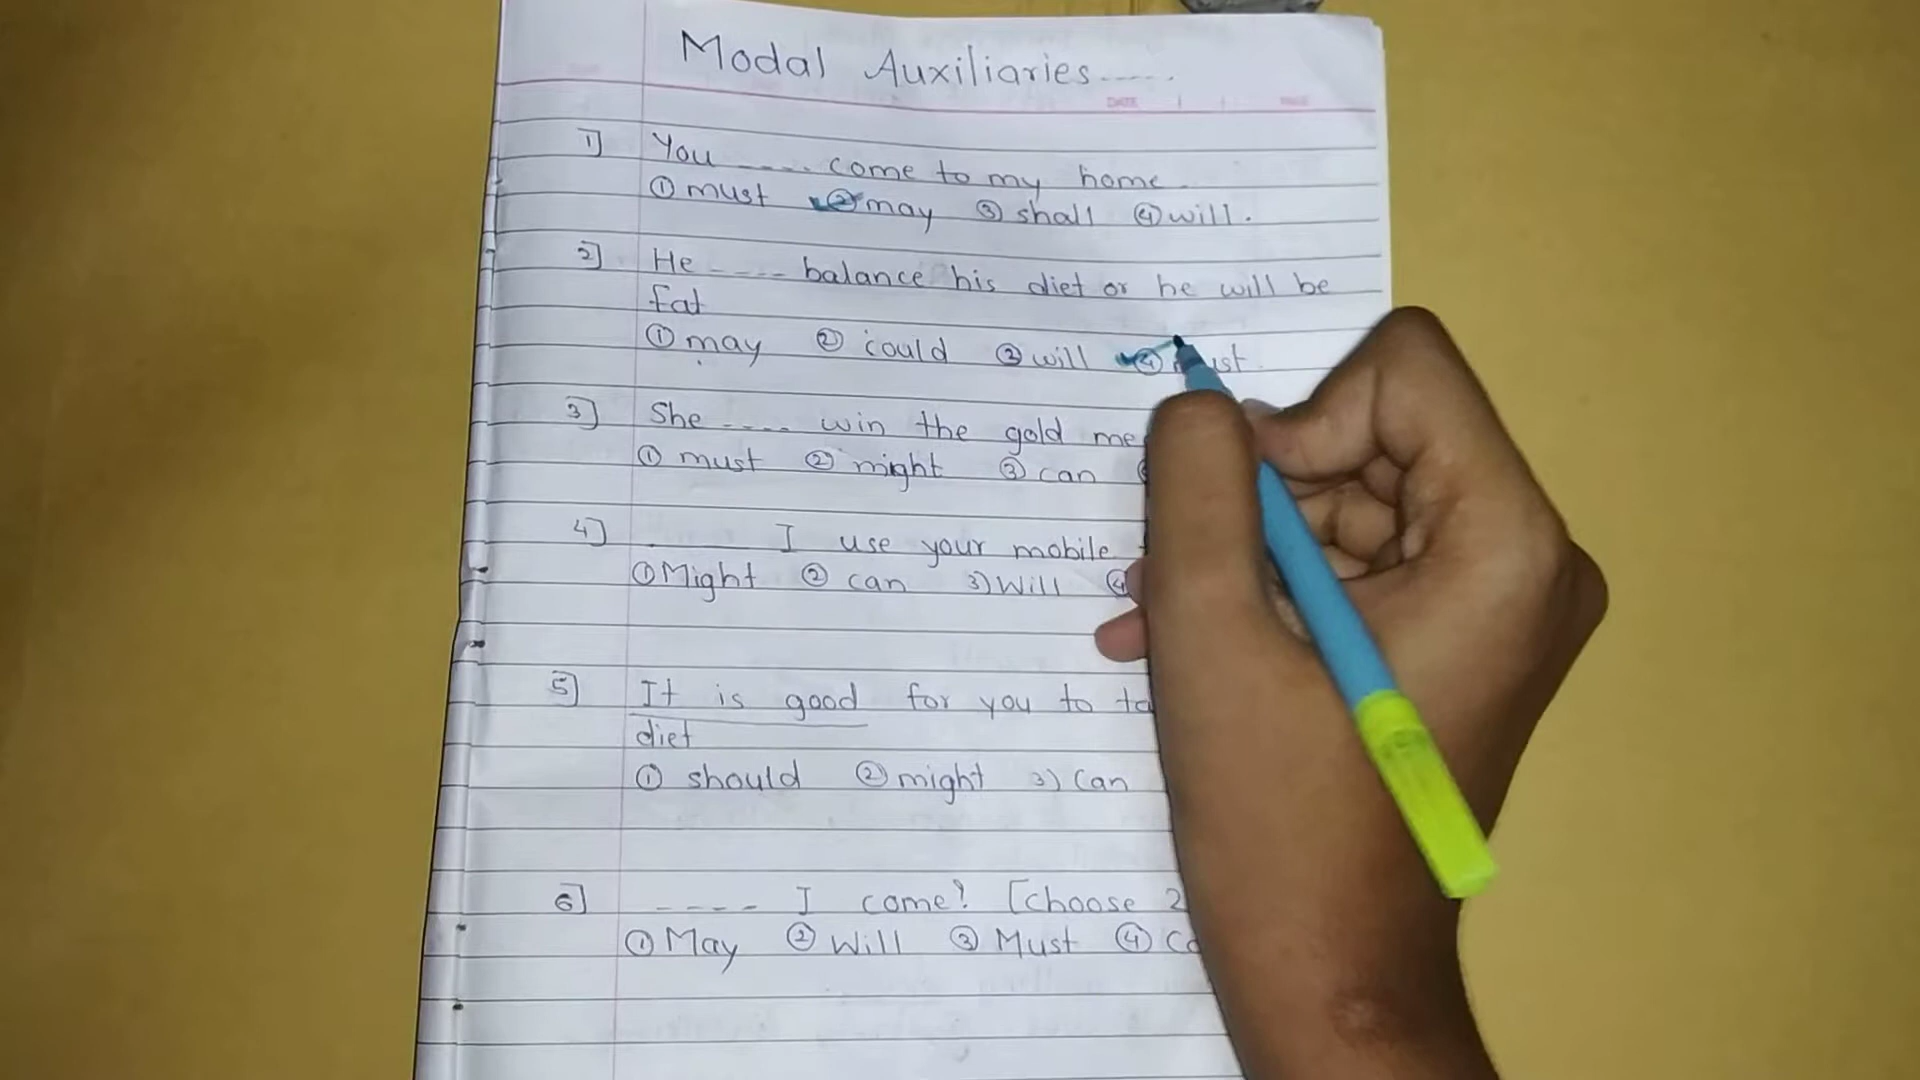 Modal Auxiliaries.....
DATE
1] You .... come to my home.
① must ② may ③ shall ④ will.
2] He .... balance his diet or he will be
fat
① may ② could ③ will ④ must.
3] She .... win the gold
① must ② might ③ can
4] .... I use your mobile
① Might ② can 3) Will ④
5] It is good for you to
diet
① should ② might 3) Can
6] .... I come? [choose 2
① May ② Will ③ Must ④